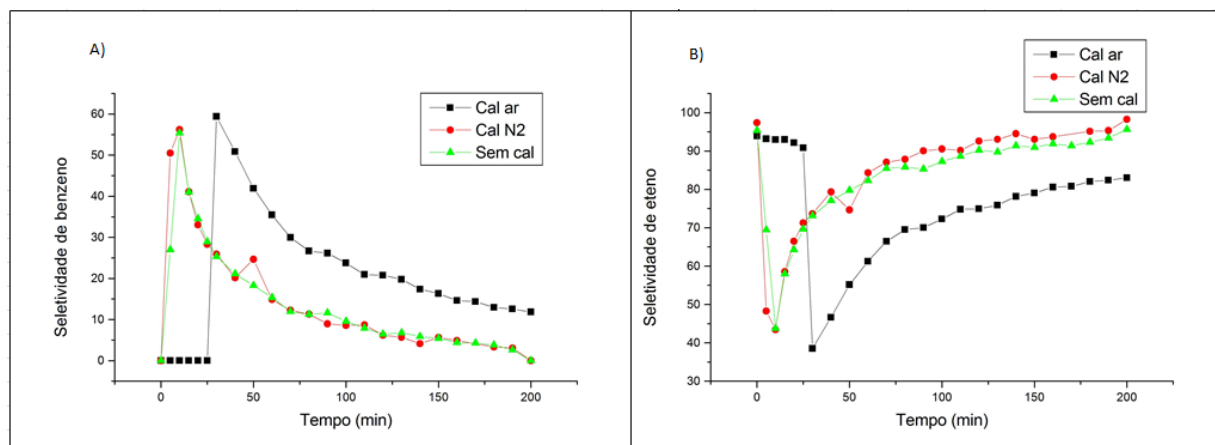 A)
Cal ar
Cal N2
Sem cal
Seletividade de benzeno
60
50
40
30
20
10
0
0
50
100
150
200
Tempo (min)
B)
Cal ar
Cal N2
Sem cal
Seletividade de eteno
100
90
80
70
60
50
40
30
0
50
100
150
200
Tempo (min)